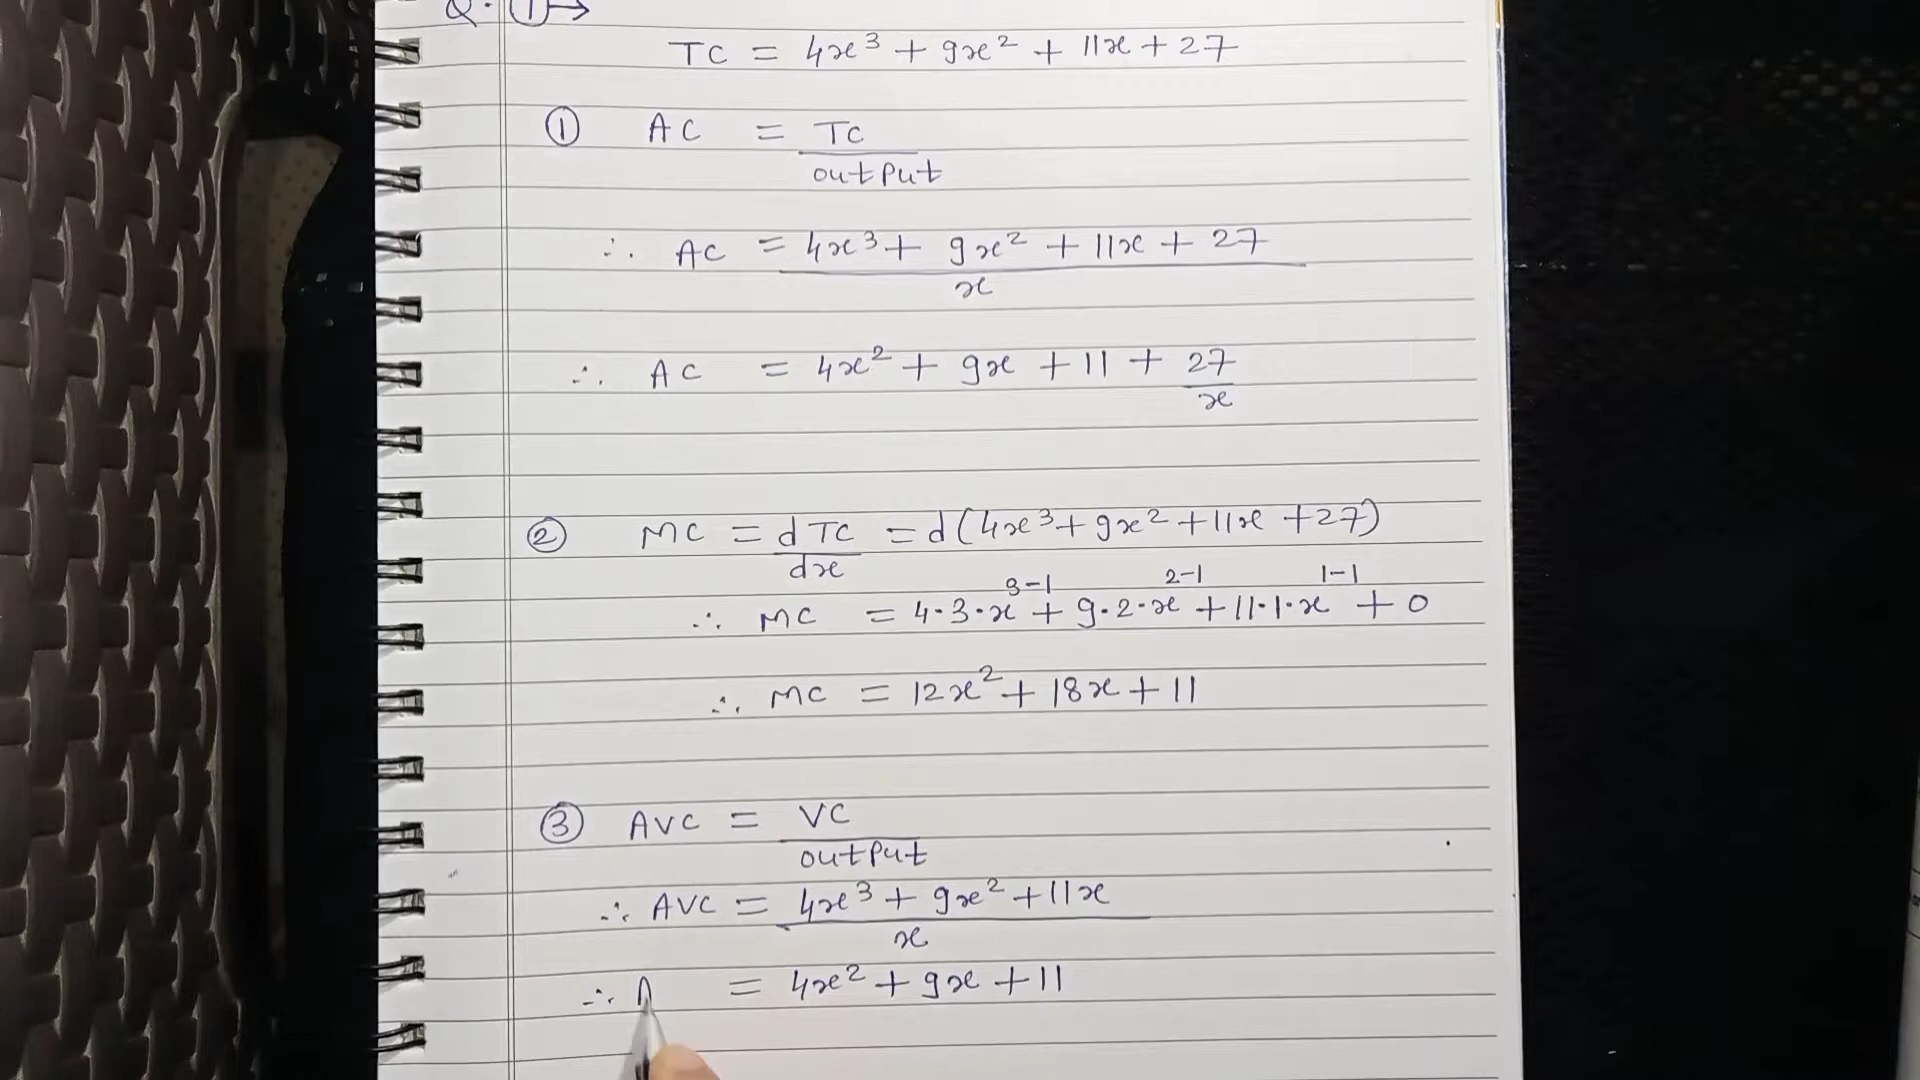 Q. ① →
TC = 4x³ + 9x² + 11x + 27
① AC = TC
output
∴ AC = 4x³ + 9x² + 11x + 27
x
∴ AC = 4x² + 9x + 11 + 27
x
② MC = d TC = d(4x³ + 9x² + 11x + 27)
dx
3-1 2-1 1-1
∴ MC = 4·3·x + 9·2·x + 11·1·x + 0
∴ MC = 12x² + 18x + 11
③ AVC = VC
output
∴ AVC = 4x³ + 9x² + 11x
x
∴ A = 4x² + 9x + 11